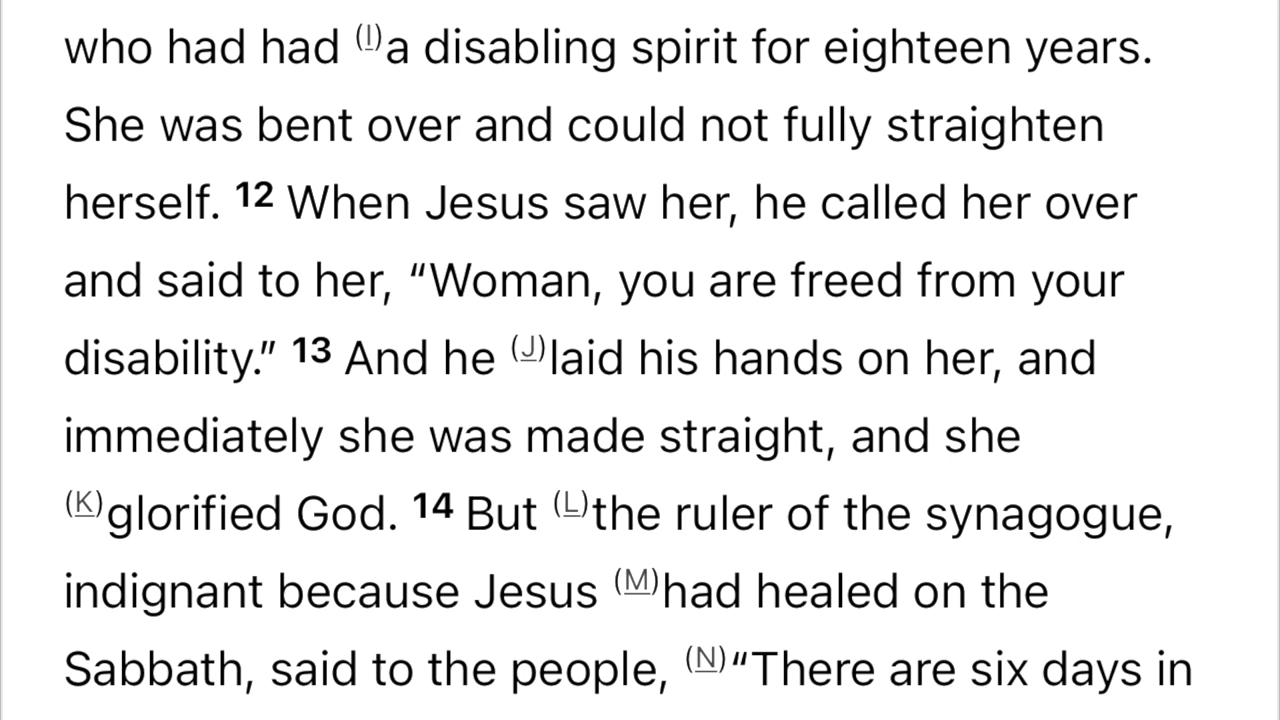 who had had (I)a disabling spirit for eighteen years.
She was bent over and could not fully straighten
herself. 12 When Jesus saw her, he called her over
and said to her, “Woman, you are freed from your
disability.” 13 And he (J)laid his hands on her, and
immediately she was made straight, and she
(K)glorified God. 14 But (L)the ruler of the synagogue,
indignant because Jesus (M)had healed on the
Sabbath, said to the people, (N)“There are six days in